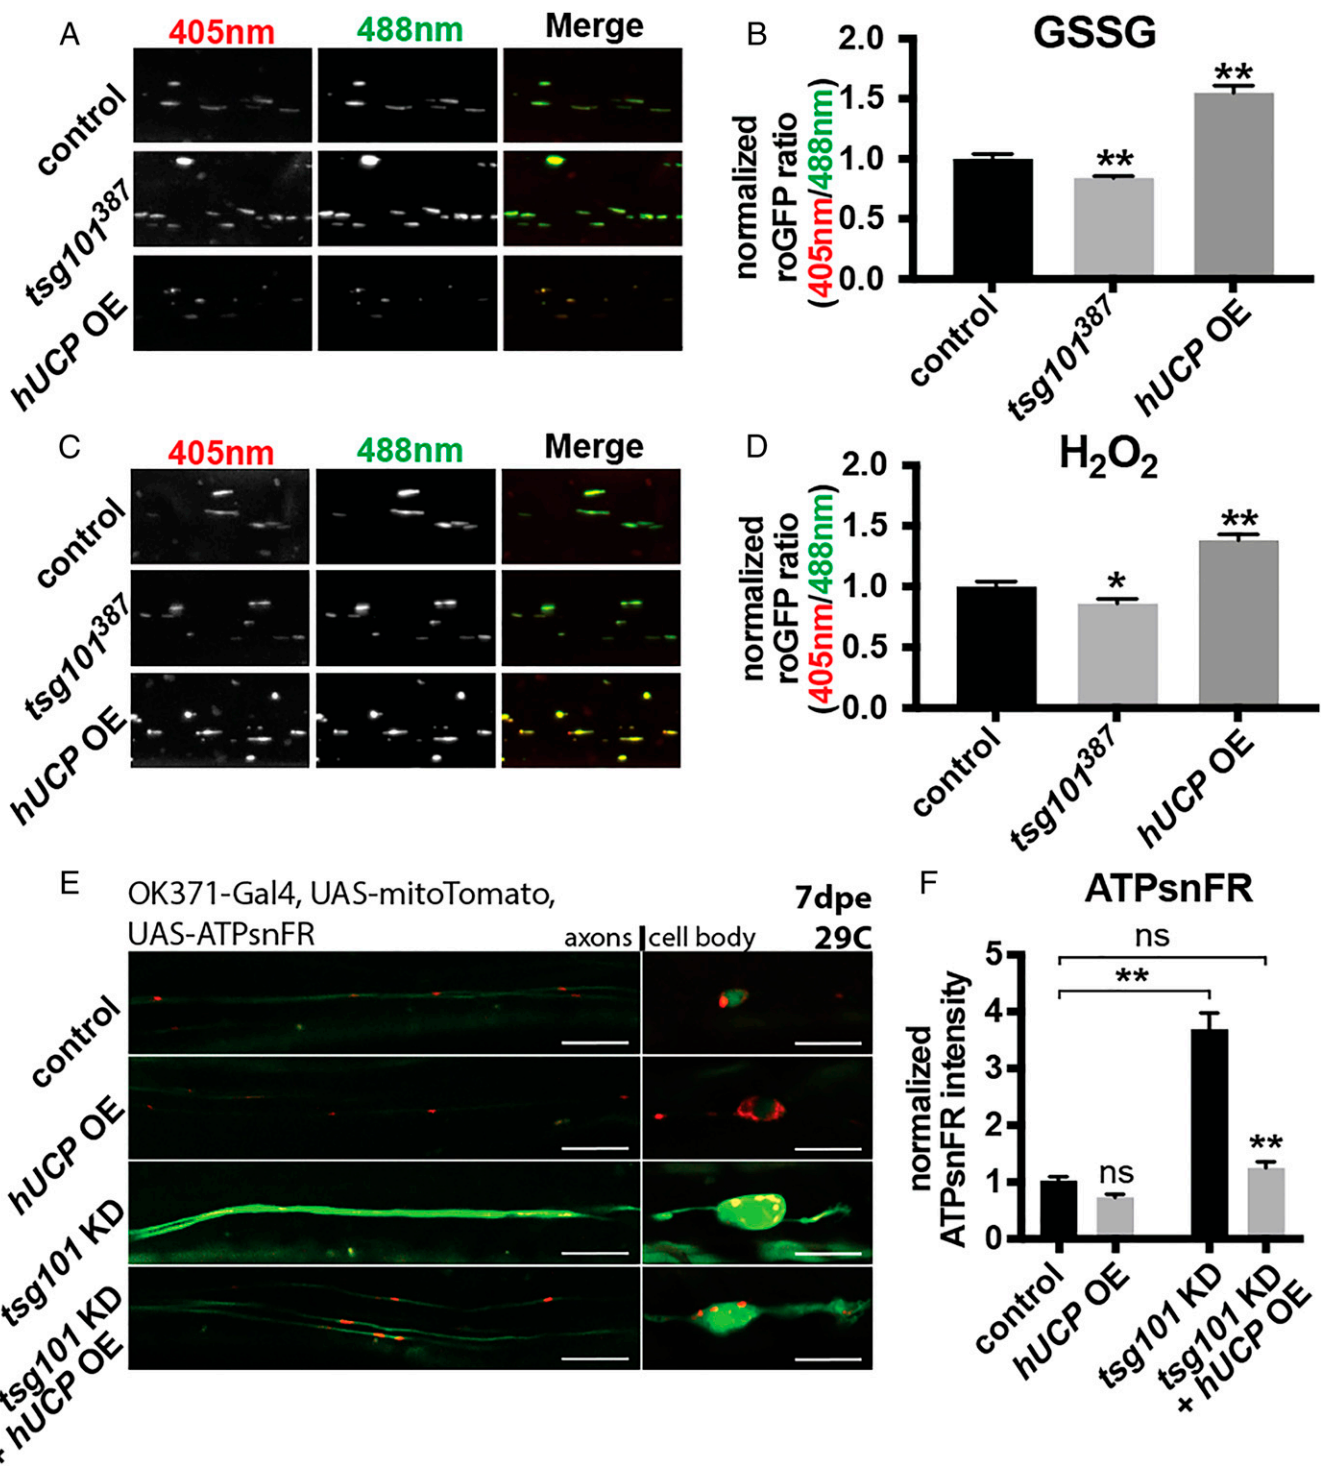 A
405nm 488nm Merge
control
tsg101387
hUCP OE
B
GSSG
normalized
roGFP ratio
(405nm/488nm)
2.0
1.5
1.0
0.5
0.0
**
**
control
tsg101387
hUCP OE
C
405nm 488nm Merge
control
tsg101387
hUCP OE
D
H2O2
normalized
roGFP ratio
(405nm/488nm)
2.0
1.5
1.0
0.5
0.0
*
**
control
tsg101387
hUCP OE
E
OK371-Gal4, UAS-mitoTomato,
UAS-ATPsnFR
7dpe
29C
axons cell body
control
hUCP OE
tsg101 KD
tsg101 KD
+ hUCP OE
F
ATPsnFR
normalized
ATPsnFR intensity
5
4
3
2
1
0
ns
**
ns
**
control
hUCP OE
tsg101 KD
tsg101 KD
+ hUCP OE